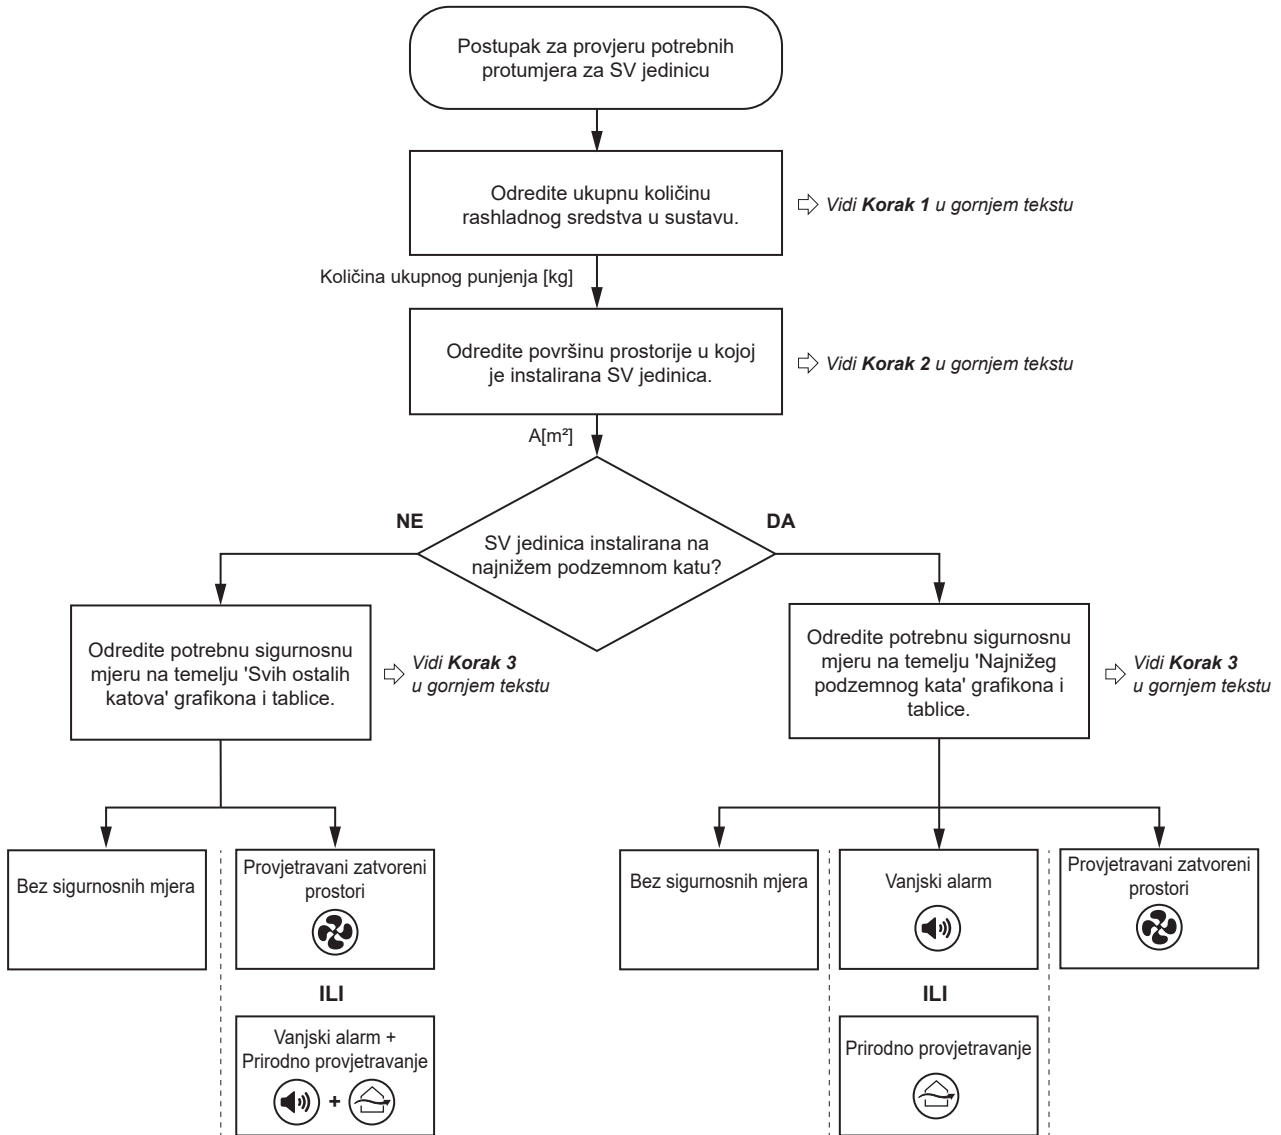 Postupak za provjeru potrebnih
protumjera za SV jedinicu
Odredite ukupnu količinu
rashladnog sredstva u sustavu.
Vidi Korak 1 u gornjem tekstu
Količina ukupnog punjenja [kg]
Odredite površinu prostorije u kojoj
je instalirana SV jedinica.
Vidi Korak 2 u gornjem tekstu
A[m²]
NE
DA
SV jedinica instalirana na
najnižem podzemnom katu?
Odredite potrebnu sigurnosnu
mjeru na temelju 'Svih ostalih
katova' grafikona i tablice.
Vidi Korak 3
u gornjem tekstu
Odredite potrebnu sigurnosnu
mjeru na temelju 'Najnižeg
podzemnog kata' grafikona i
tablice.
Vidi Korak 3
u gornjem tekstu
Bez sigurnosnih mjera
Provjetravani zatvoreni
prostori
ILI
Vanjski alarm +
Prirodno provjetravanje
+
Bez sigurnosnih mjera
Vanjski alarm
ILI
Prirodno provjetravanje
Provjetravani zatvoreni
prostori